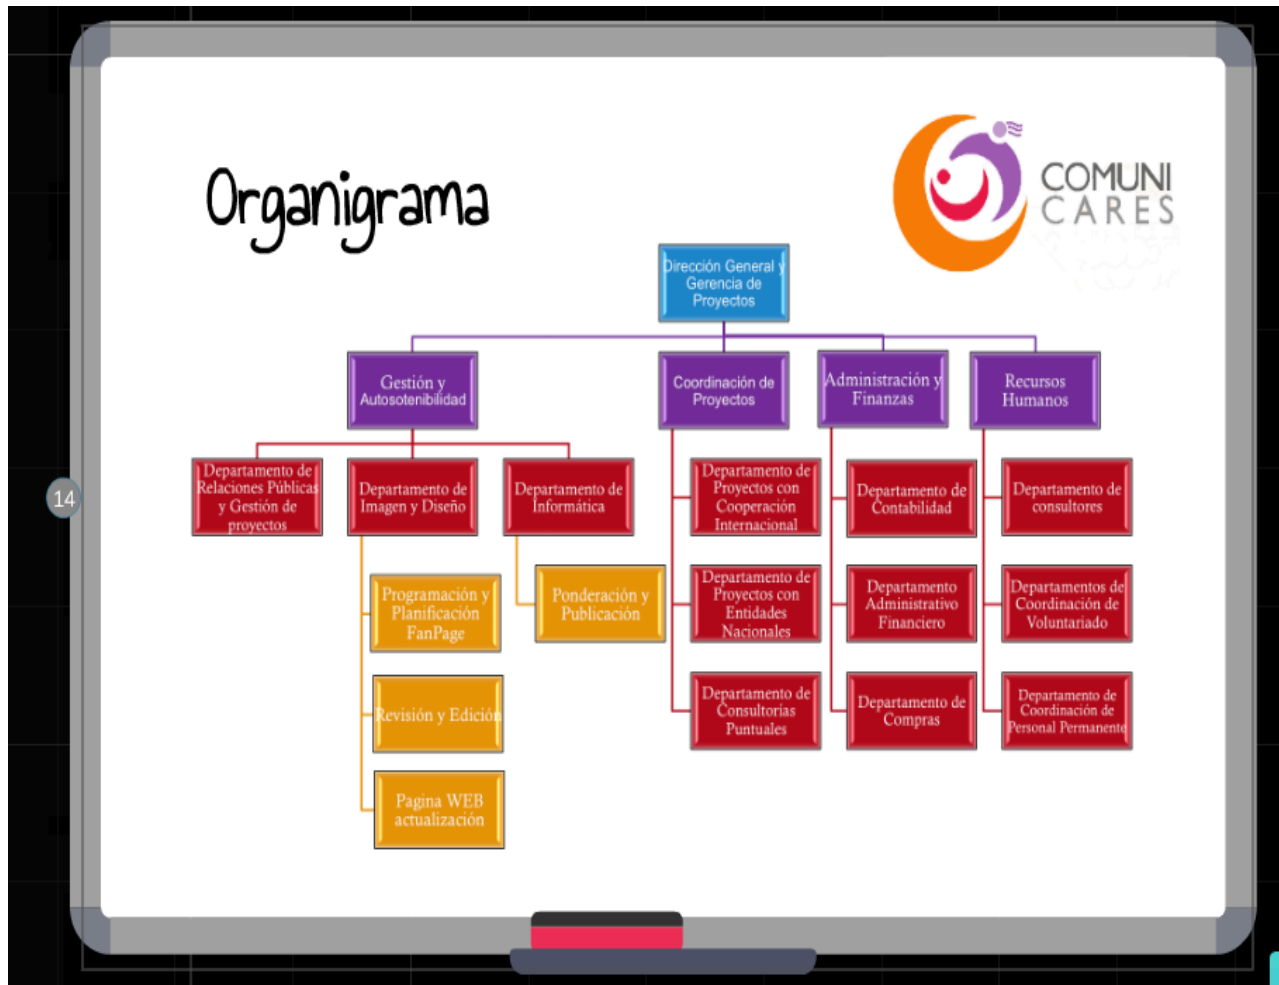 Organigrama
COMUNI
CARES
Dirección General y
Gerencia de
Proyectos
Gestión y
Autosotenibilidad
Coordinación de
Proyectos
Administración y
Finanzas
Recursos
Humanos
Departamento de
Relaciones Públicas
y Gestión de
proyectos
Departamento de
Imagen y Diseño
Departamento de
Informática
Departamento de
Proyectos con
Cooperación
Internacional
Departamento de
Contabilidad
Departamento de
consultores
14
Programación y
Planificación
FanPage
Ponderación y
Publicación
Departamento de
Proyectos con
Entidades
Nacionales
Departamento
Administrativo
Financiero
Departamentos de
Coordinación de
Voluntariado
Revisión y Edición
Departamento de
Consultorías
Puntuales
Departamento de
Compras
Departamento de
Coordinación de
Personal Permanente
Pagina WEB
actualización